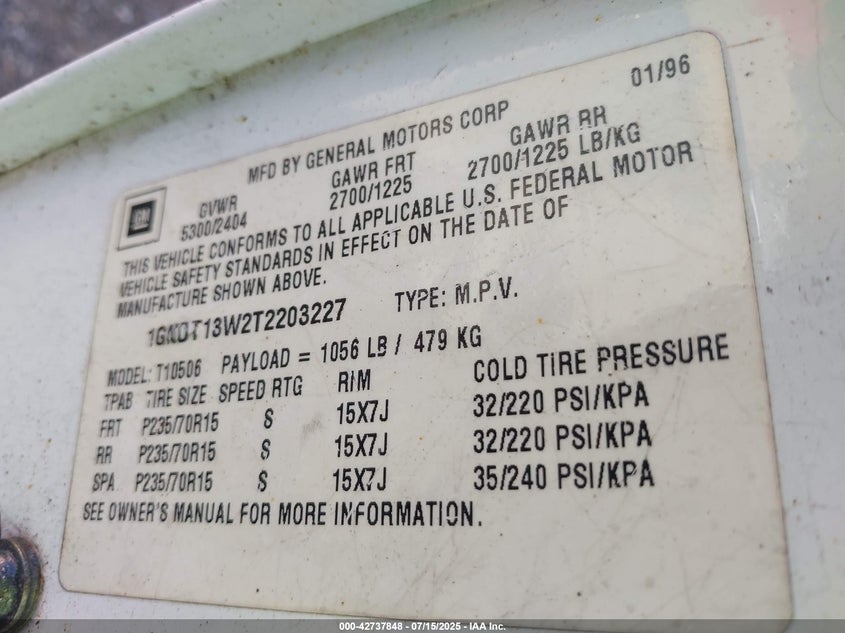 01/96
MFD BY GENERAL MOTORS CORP
GVWR GAWR FRT GAWR RR
5300/2404 2700/1225 2700/1225 LB/KG
THIS VEHICLE CONFORMS TO ALL APPLICABLE U.S. FEDERAL MOTOR
VEHICLE SAFETY STANDARDS IN EFFECT ON THE DATE OF
MANUFACTURE SHOWN ABOVE.
1GKDT13W2T2203227 TYPE: M.P.V.
MODEL: T10506 PAYLOAD = 1056 LB / 479 KG
TPAB TIRE SIZE SPEED RTG RIM COLD TIRE PRESSURE
FRT P235/70R15 S 15X7J 32/220 PSI/KPA
RR P235/70R15 S 15X7J 32/220 PSI/KPA
SPA P235/70R15 S 15X7J 35/240 PSI/KPA
SEE OWNER'S MANUAL FOR MORE INFORMATION.
GM
000-42737848 - 07/15/2025 - IAA Inc.